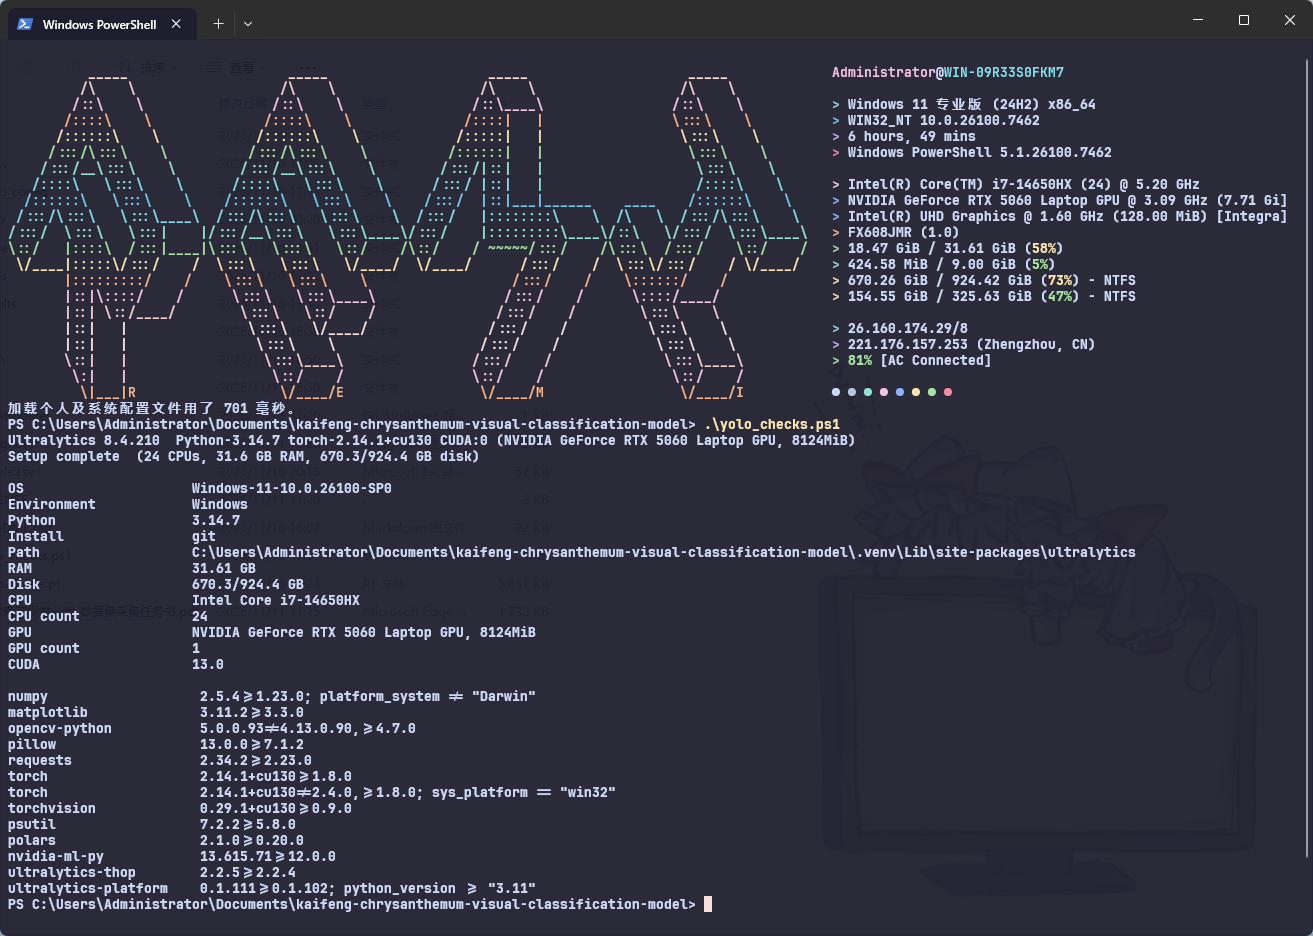 Windows PowerShell
Administrator@WIN-09R33S0FKM7
> Windows 11 专业版 (24H2) x86_64
> WIN32_NT 10.0.26100.7462
> 6 hours, 49 mins
> Windows PowerShell 5.1.26100.7462
> Intel(R) Core(TM) i7-14650HX (24) @ 5.20 GHz
> NVIDIA GeForce RTX 5060 Laptop GPU @ 3.09 GHz (7.71 Gi]
> Intel(R) UHD Graphics @ 1.60 GHz (128.00 MiB) [Integra]
> FX608JMR (1.0)
> 18.47 GiB / 31.61 GiB (58%)
> 424.58 MiB / 9.00 GiB (5%)
> 670.26 GiB / 924.42 GiB (73%) - NTFS
> 154.55 GiB / 325.63 GiB (47%) - NTFS
> 26.160.174.29/8
> 221.176.157.253 (Zhengzhou, CN)
> 81% [AC Connected]
R E M I
加载个人及系统配置文件用了 701 毫秒。
PS C:\Users\Administrator\Documents\kaifeng-chrysanthemum-visual-classification-model> .\yolo_checks.ps1
Ultralytics 8.4.210 Python-3.14.7 torch-2.14.1+cu130 CUDA:0 (NVIDIA GeForce RTX 5060 Laptop GPU, 8124MiB)
Setup complete (24 CPUs, 31.6 GB RAM, 670.3/924.4 GB disk)
OS Windows-11-10.0.26100-SP0
Environment Windows
Python 3.14.7
Install git
Path C:\Users\Administrator\Documents\kaifeng-chrysanthemum-visual-classification-model\.venv\Lib\site-packages\ultralytics
RAM 31.61 GB
Disk 670.3/924.4 GB
CPU Intel Core i7-14650HX
CPU count 24
GPU NVIDIA GeForce RTX 5060 Laptop GPU, 8124MiB
GPU count 1
CUDA 13.0
numpy 2.5.4>=1.23.0; platform_system != "Darwin"
matplotlib 3.11.2>=3.3.0
opencv-python 5.0.0.93!=4.13.0.90,>=4.7.0
pillow 13.0.0>=7.1.2
requests 2.34.2>=2.23.0
torch 2.14.1+cu130>=1.8.0
torch 2.14.1+cu130!=2.4.0,>=1.8.0; sys_platform == "win32"
torchvision 0.29.1+cu130>=0.9.0
psutil 7.2.2>=5.8.0
polars 2.1.0>=0.20.0
nvidia-ml-py 13.615.71>=12.0.0
ultralytics-thop 2.2.5>=2.2.4
ultralytics-platform 0.1.111>=0.1.102; python_version >= "3.11"
PS C:\Users\Administrator\Documents\kaifeng-chrysanthemum-visual-classification-model>